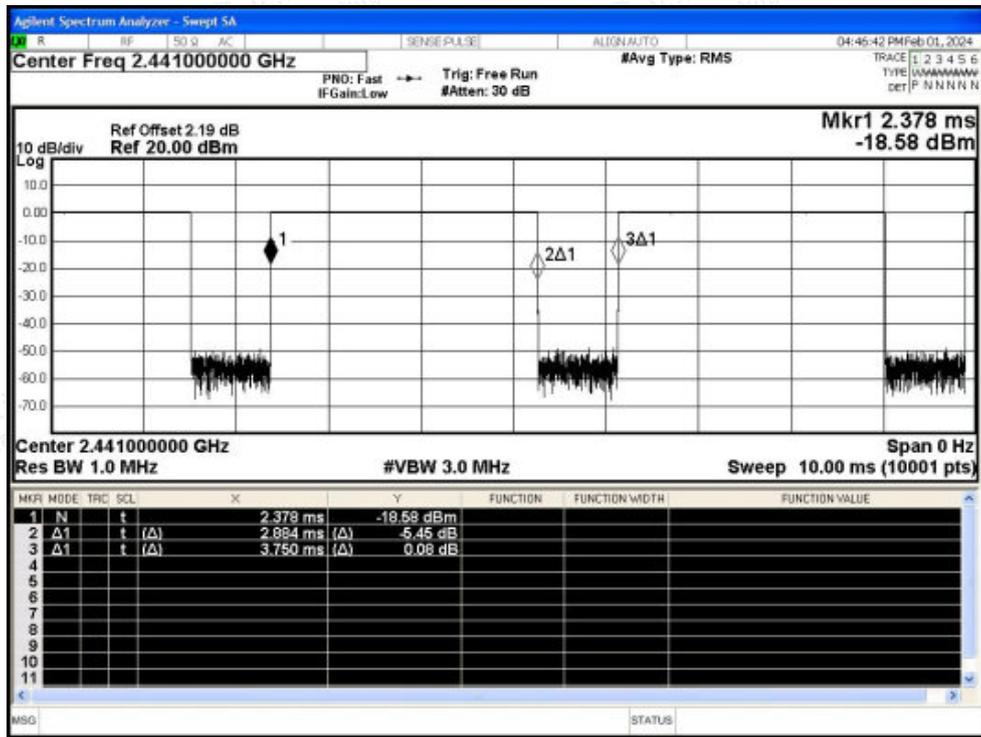 Agilent Spectrum Analyzer - Swept SA
R RF 50 Ω AC SENSE:PULSE ALIGN AUTO 04:46:42 PM Feb 01, 2024
Center Freq 2.441000000 GHz #Avg Type: RMS TRACE 1 2 3 4 5 6
PNO: Fast Trig: Free Run TYPE
IFGain:Low #Atten: 30 dB DET P N N N N N
Mkr1 2.378 ms
Ref Offset 2.19 dB
10 dB/div Ref 20.00 dBm -18.58 dBm
Log
10.0
0.00
-10.0
1
3Δ1
2Δ1
-20.0
-30.0
-40.0
-50.0
-60.0
-70.0
Center 2.441000000 GHz Span 0 Hz
Res BW 1.0 MHz #VBW 3.0 MHz Sweep 10.00 ms (10001 pts)
MKR MODE TRC SCL X Y FUNCTION FUNCTION WIDTH FUNCTION VALUE
1 N t 2.378 ms -18.58 dBm
2 Δ1 t (Δ) 2.884 ms (Δ) -5.45 dB
3 Δ1 t (Δ) 3.750 ms (Δ) 0.08 dB
4
5
6
7
8
9
10
11
MSG STATUS